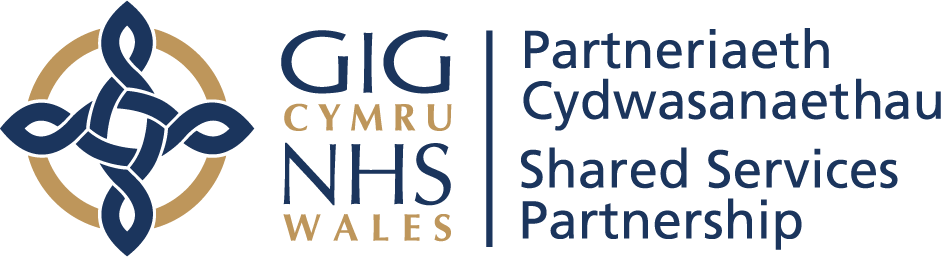 GIG
CYMRU
NHS
WALES
Partneriaeth
Cydwasanaethau
Shared Services
Partnership